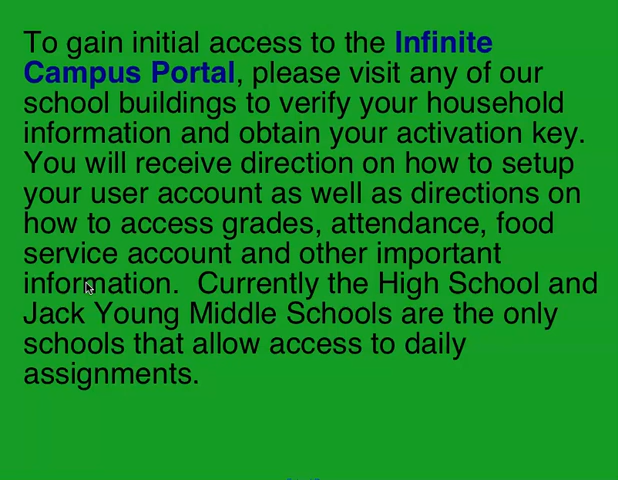 To gain initial access to the Infinite
Campus Portal, please visit any of our
school buildings to verify your household
information and obtain your activation key.
You will receive direction on how to setup
your user account as well as directions on
how to access grades, attendance, food
service account and other important
information.  Currently the High School and
Jack Young Middle Schools are the only
schools that allow access to daily
assignments.